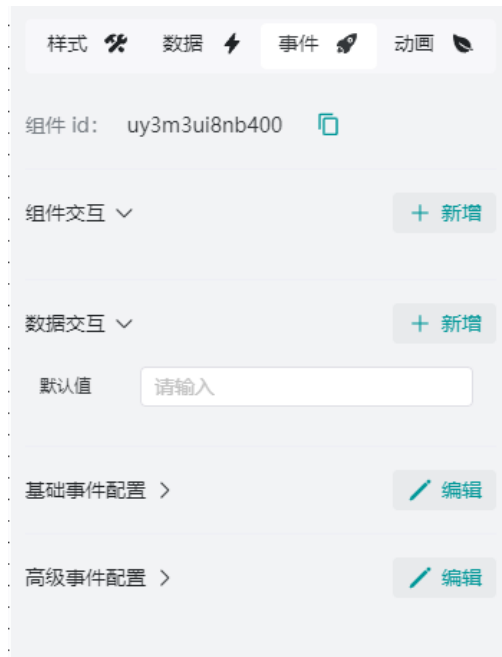 样式 数据 事件 动画
组件 id: uy3m3ui8nb400
组件交互 + 新增
数据交互 + 新增
默认值 请输入
基础事件配置 编辑
高级事件配置 编辑